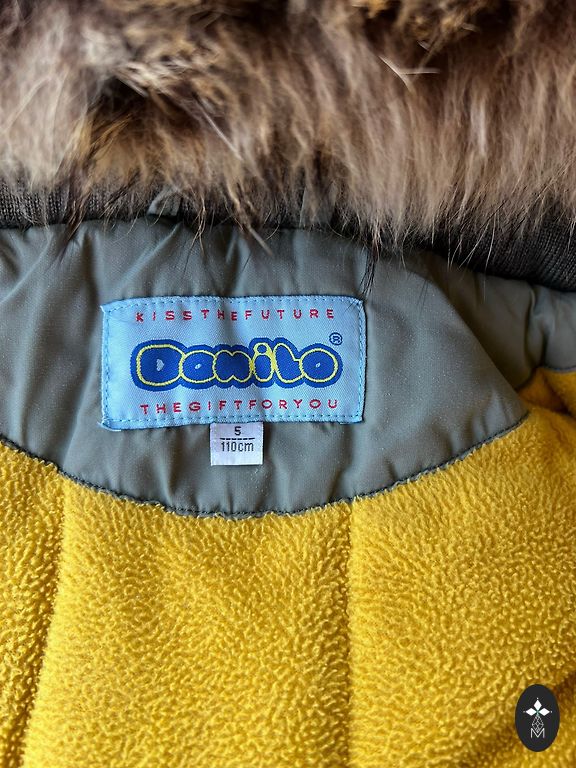 KISSTHEFUTURE
Donilo®
THEGIFTFORYOU
5
110cm
M